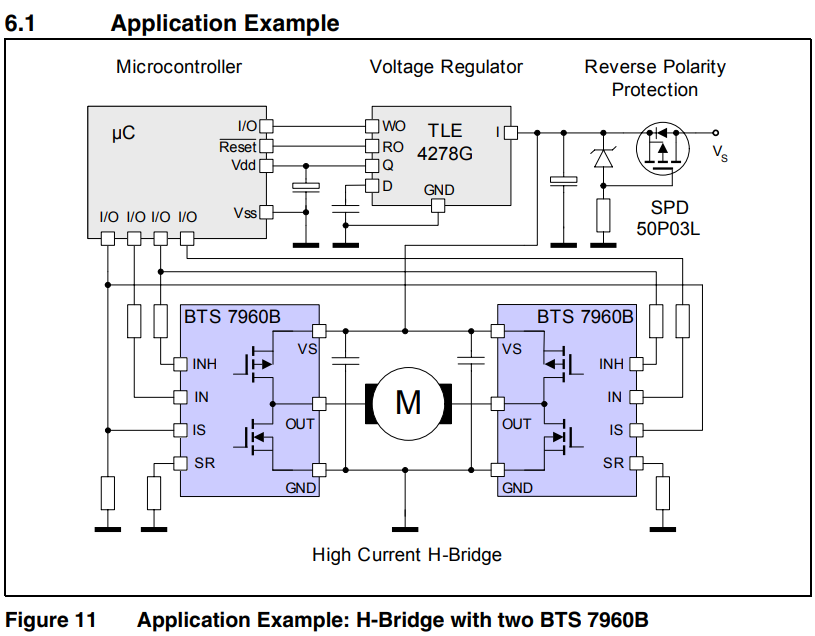 6.1 Application Example
Microcontroller Voltage Regulator Reverse Polarity
Protection
µC
I/O
Reset
Vdd
Vss
I/O I/O I/O I/O
WO
RO
Q
D
TLE
4278G
I
GND
V_S
SPD
50P03L
BTS 7960B
VS
INH
IN
IS
SR
OUT
GND
M
BTS 7960B
VS
INH
IN
IS
SR
OUT
GND
High Current H-Bridge
Figure 11 Application Example: H-Bridge with two BTS 7960B